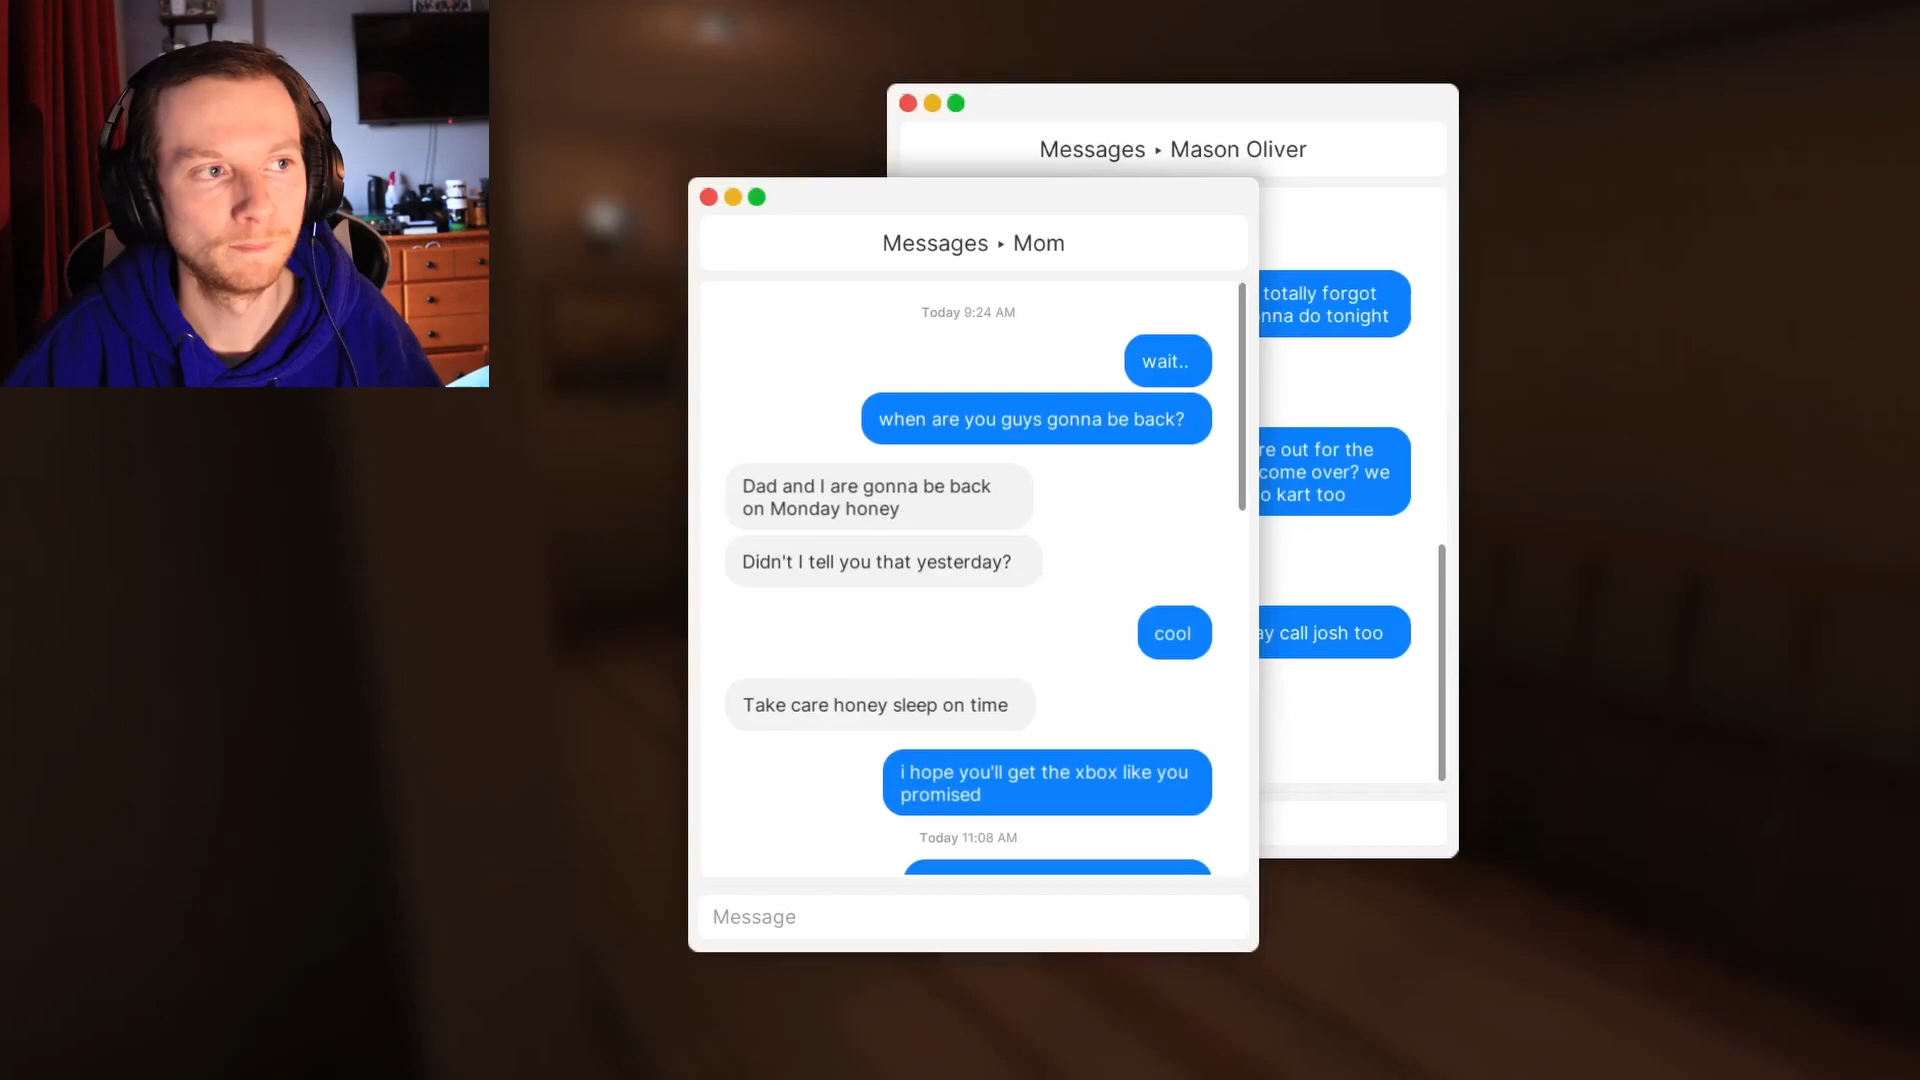 Messages ▸ Mason Oliver
totally forgot
nna do tonight
re out for the
come over? we
o kart too
ay call josh too
Messages ▸ Mom
Today 9:24 AM
wait..
when are you guys gonna be back?
Dad and I are gonna be back
on Monday honey
Didn't I tell you that yesterday?
cool
Take care honey sleep on time
i hope you'll get the xbox like you
promised
Today 11:08 AM
Message